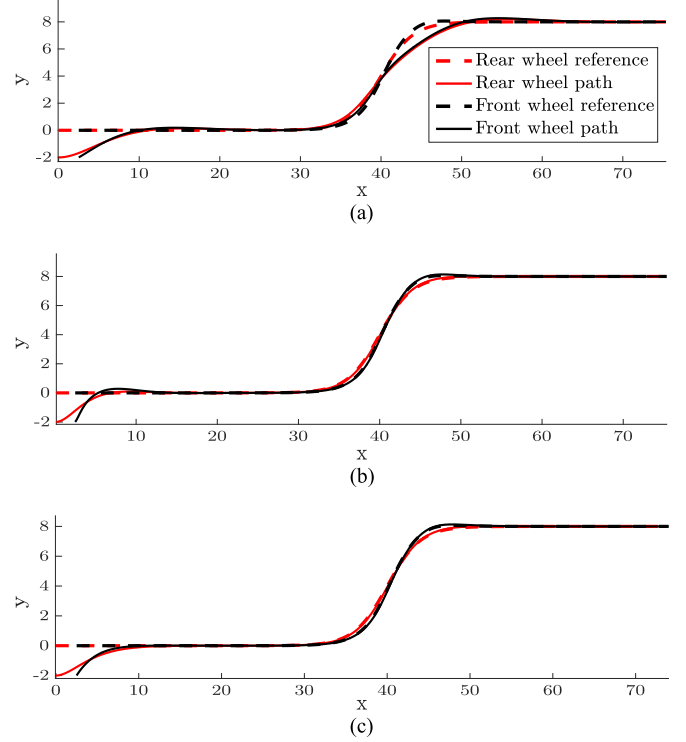 8
6
y
4
2
0
-2
Rear wheel reference
Rear wheel path
Front wheel reference
Front wheel path
0 10 20 30 40 50 60 70
x
(a)
8
6
y
4
2
0
-2
10 20 30 40 50 60 70
x
(b)
8
6
y
4
2
0
-2
0 10 20 30 40 50 60 70
x
(c)